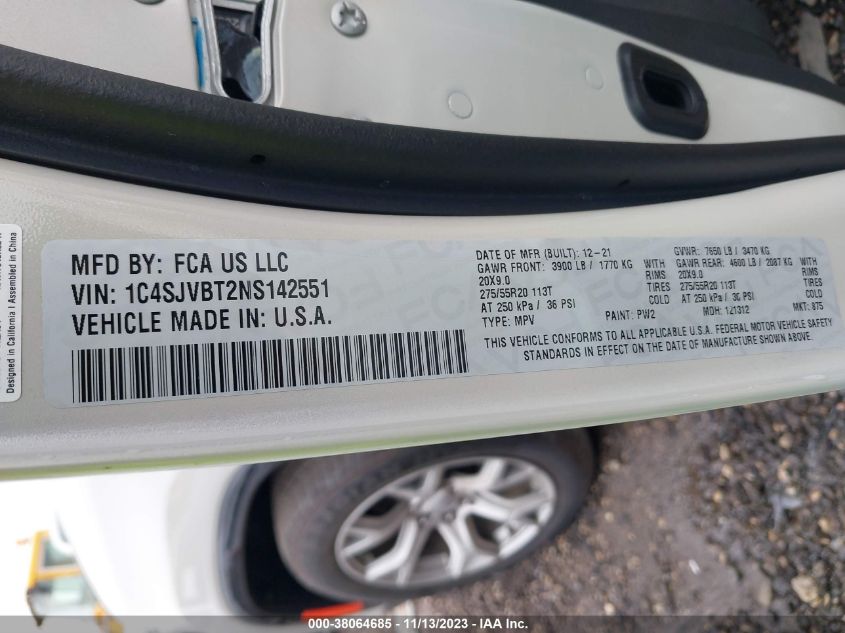 MFD BY: FCA US LLC
VIN: 1C4SJVBT2NS142551
VEHICLE MADE IN: U.S.A.
DATE OF MFR (BUILT): 12-21 GVWR: 7650 LB / 3470 KG
GAWR FRONT: 3900 LB / 1770 KG WITH GAWR REAR: 4600 LB / 2087 KG WITH
20X9.0 RIMS 20X9.0 RIMS
275/55R20 113T TIRES 275/55R20 113T TIRES
AT 250 kPa / 36 PSI AT 250 kPa / 36 PSI
TYPE: MPV PAINT: PW2 MDH: 121312 MKT: 875
THIS VEHICLE CONFORMS TO ALL APPLICABLE U.S.A. FEDERAL MOTOR VEHICLE SAFETY
STANDARDS IN EFFECT ON THE DATE OF MANUFACTURE SHOWN ABOVE.
Designed in California / Assembled in China
000-38064685 - 11/13/2023 - IAAI.com